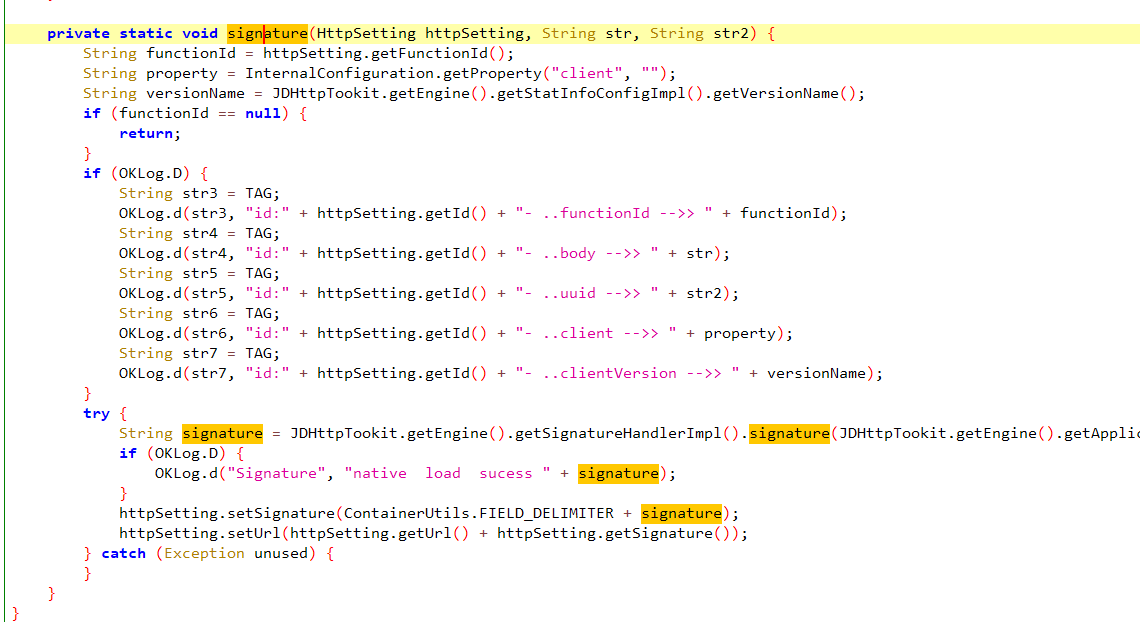 private static void signature(HttpSetting httpSetting, String str, String str2) {
String functionId = httpSetting.getFunctionId();
String property = InternalConfiguration.getProperty("client", "");
String versionName = JDHttpTookit.getEngine().getStatInfoConfigImpl().getVersionName();
if (functionId == null) {
return;
}
if (OKLog.D) {
String str3 = TAG;
OKLog.d(str3, "id:" + httpSetting.getId() + "- ..functionId -->> " + functionId);
String str4 = TAG;
OKLog.d(str4, "id:" + httpSetting.getId() + "- ..body -->> " + str);
String str5 = TAG;
OKLog.d(str5, "id:" + httpSetting.getId() + "- ..uuid -->> " + str2);
String str6 = TAG;
OKLog.d(str6, "id:" + httpSetting.getId() + "- ..client -->> " + property);
String str7 = TAG;
OKLog.d(str7, "id:" + httpSetting.getId() + "- ..clientVersion -->> " + versionName);
}
try {
String signature = JDHttpTookit.getEngine().getSignatureHandlerImpl().signature(JDHttpTookit.getEngine().getApplic
if (OKLog.D) {
OKLog.d("Signature", "native  load  sucess " + signature);
}
httpSetting.setSignature(ContainerUtils.FIELD_DELIMITER + signature);
httpSetting.setUrl(httpSetting.getUrl() + httpSetting.getSignature());
} catch (Exception unused) {
}
}
}